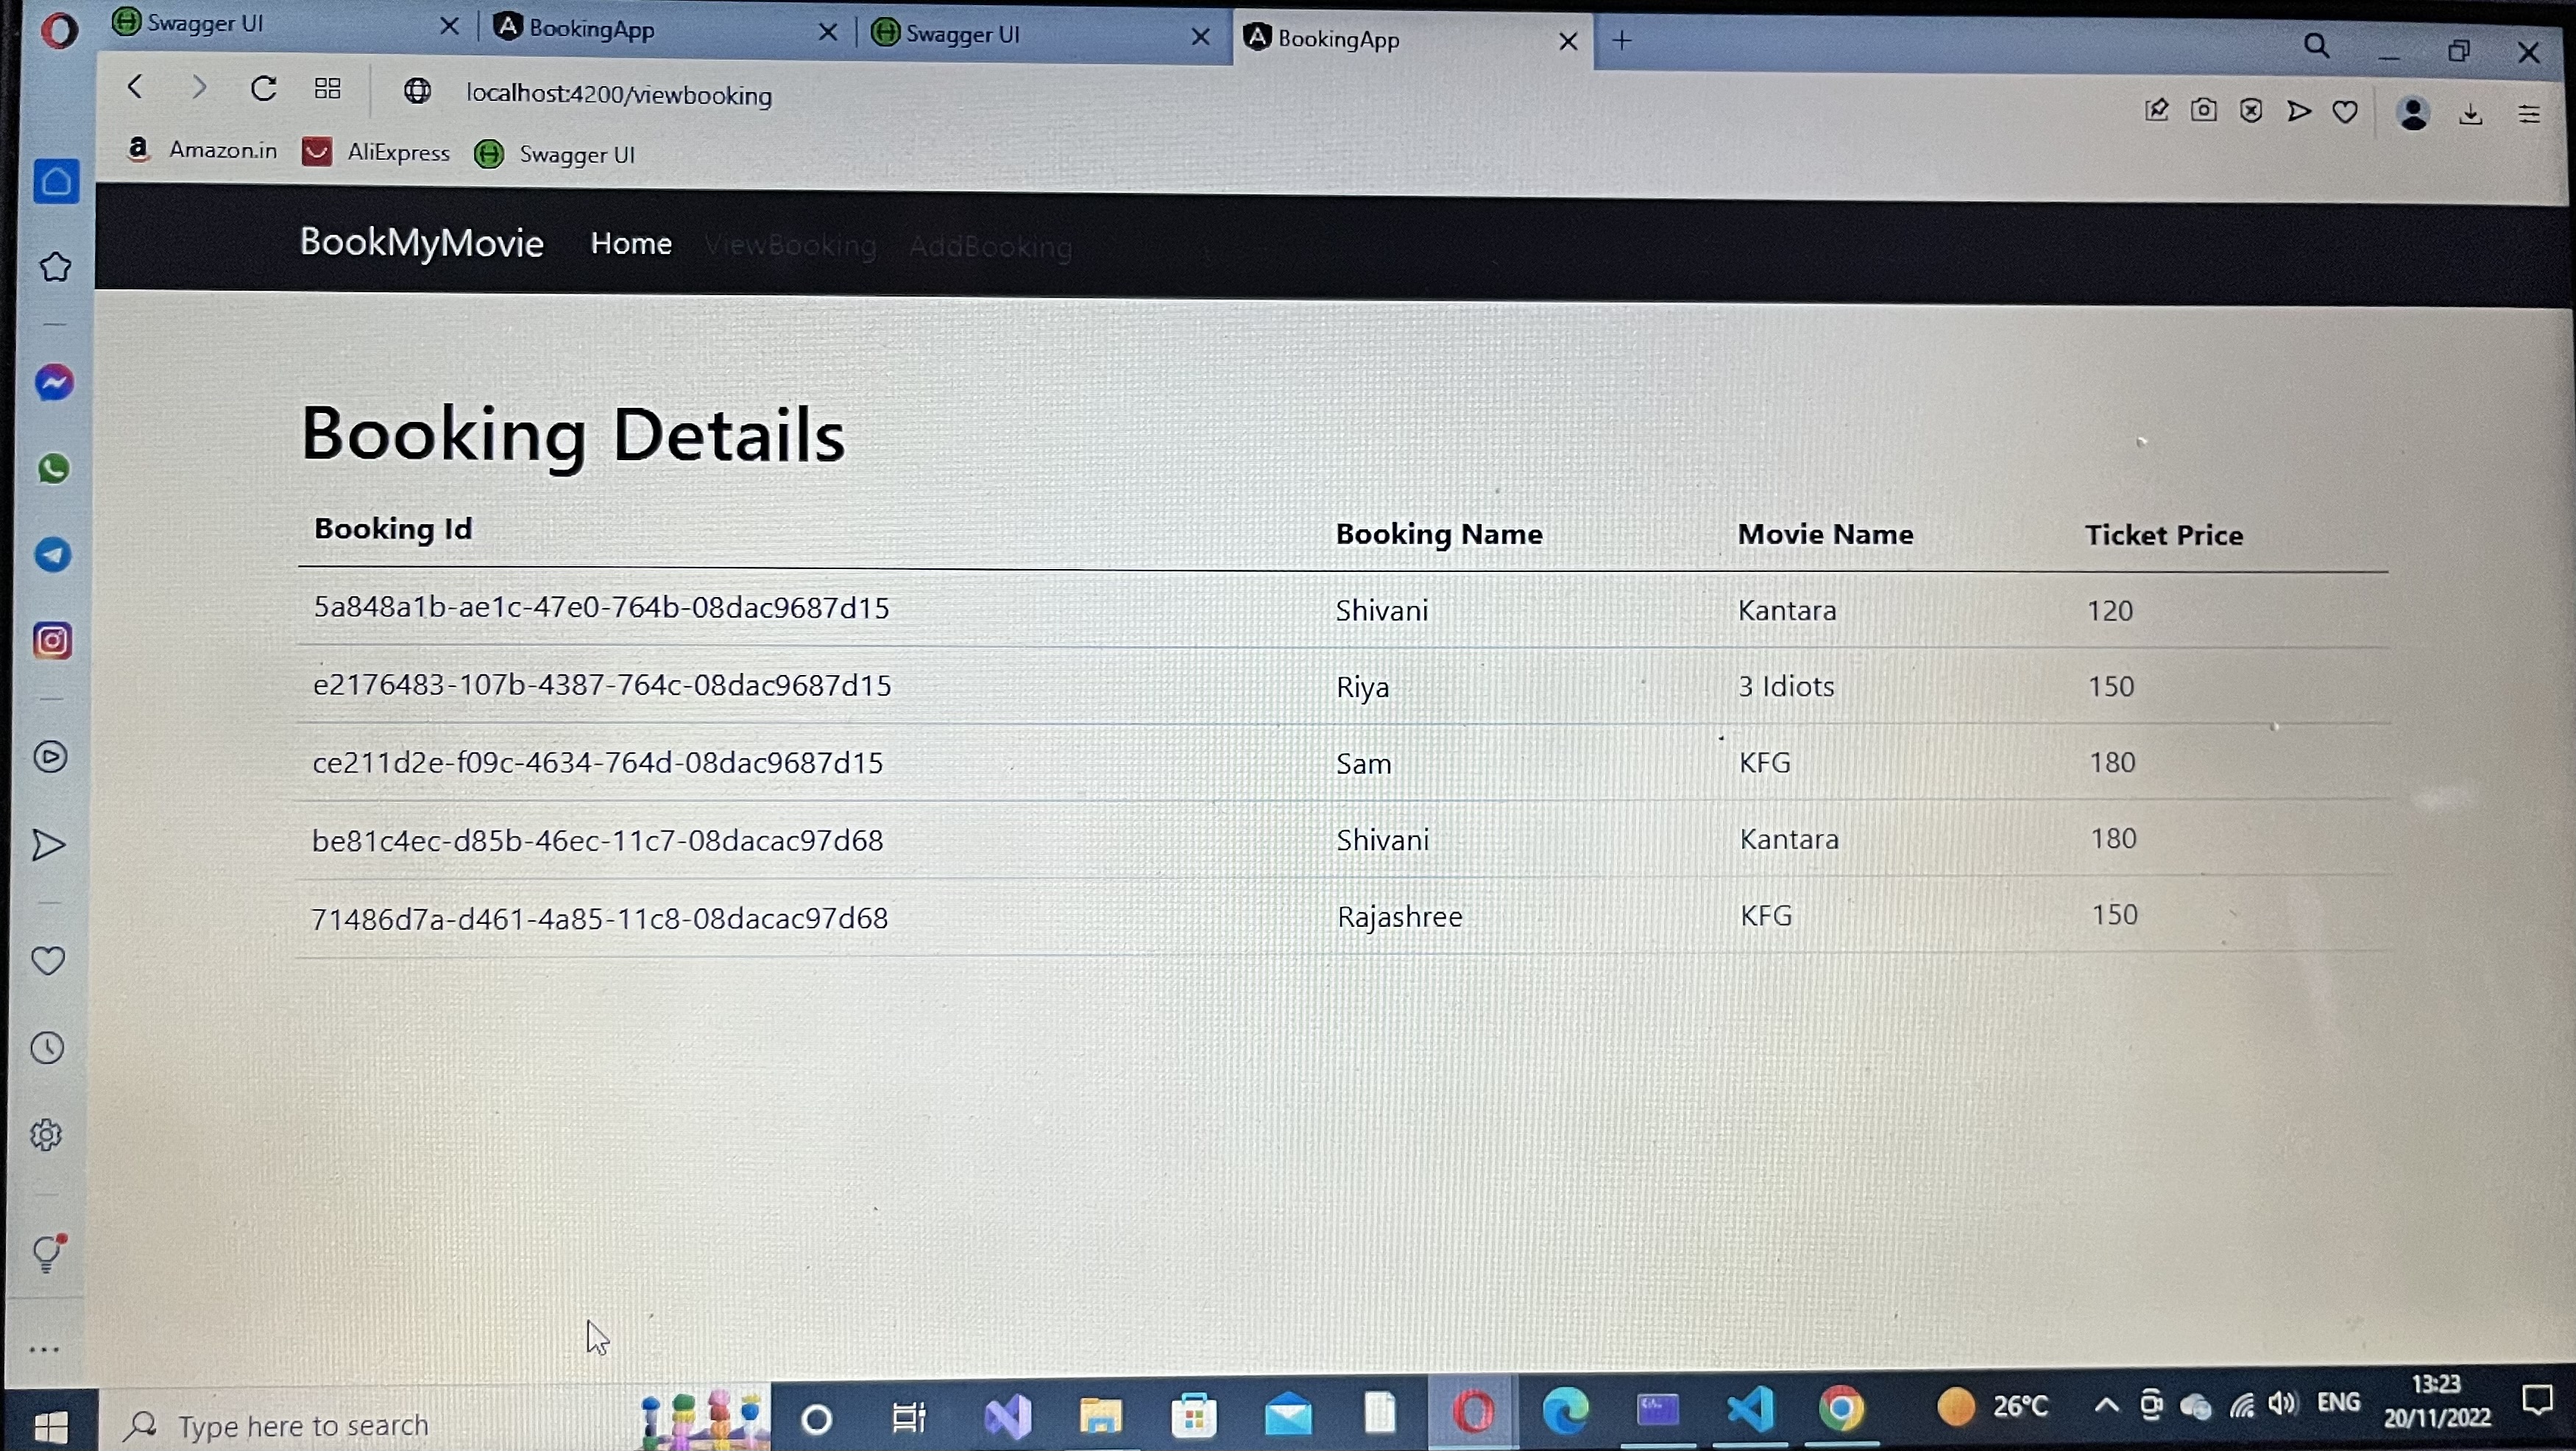 Swagger UI BookingApp Swagger UI BookingApp
localhost:4200/viewbooking
Amazon.in AliExpress Swagger UI
BookMyMovie Home ViewBooking AddBooking
Booking Details
Booking Id Booking Name Movie Name Ticket Price
5a848a1b-ae1c-47e0-764b-08dac9687d15 Shivani Kantara 120
e2176483-107b-4387-764c-08dac9687d15 Riya 3 Idiots 150
ce211d2e-f09c-4634-764d-08dac9687d15 Sam KFG 180
be81c4ec-d85b-46ec-11c7-08dacac97d68 Shivani Kantara 180
71486d7a-d461-4a85-11c8-08dacac97d68 Rajashree KFG 150
Type here to search 26°C ENG 13:23
20/11/2022